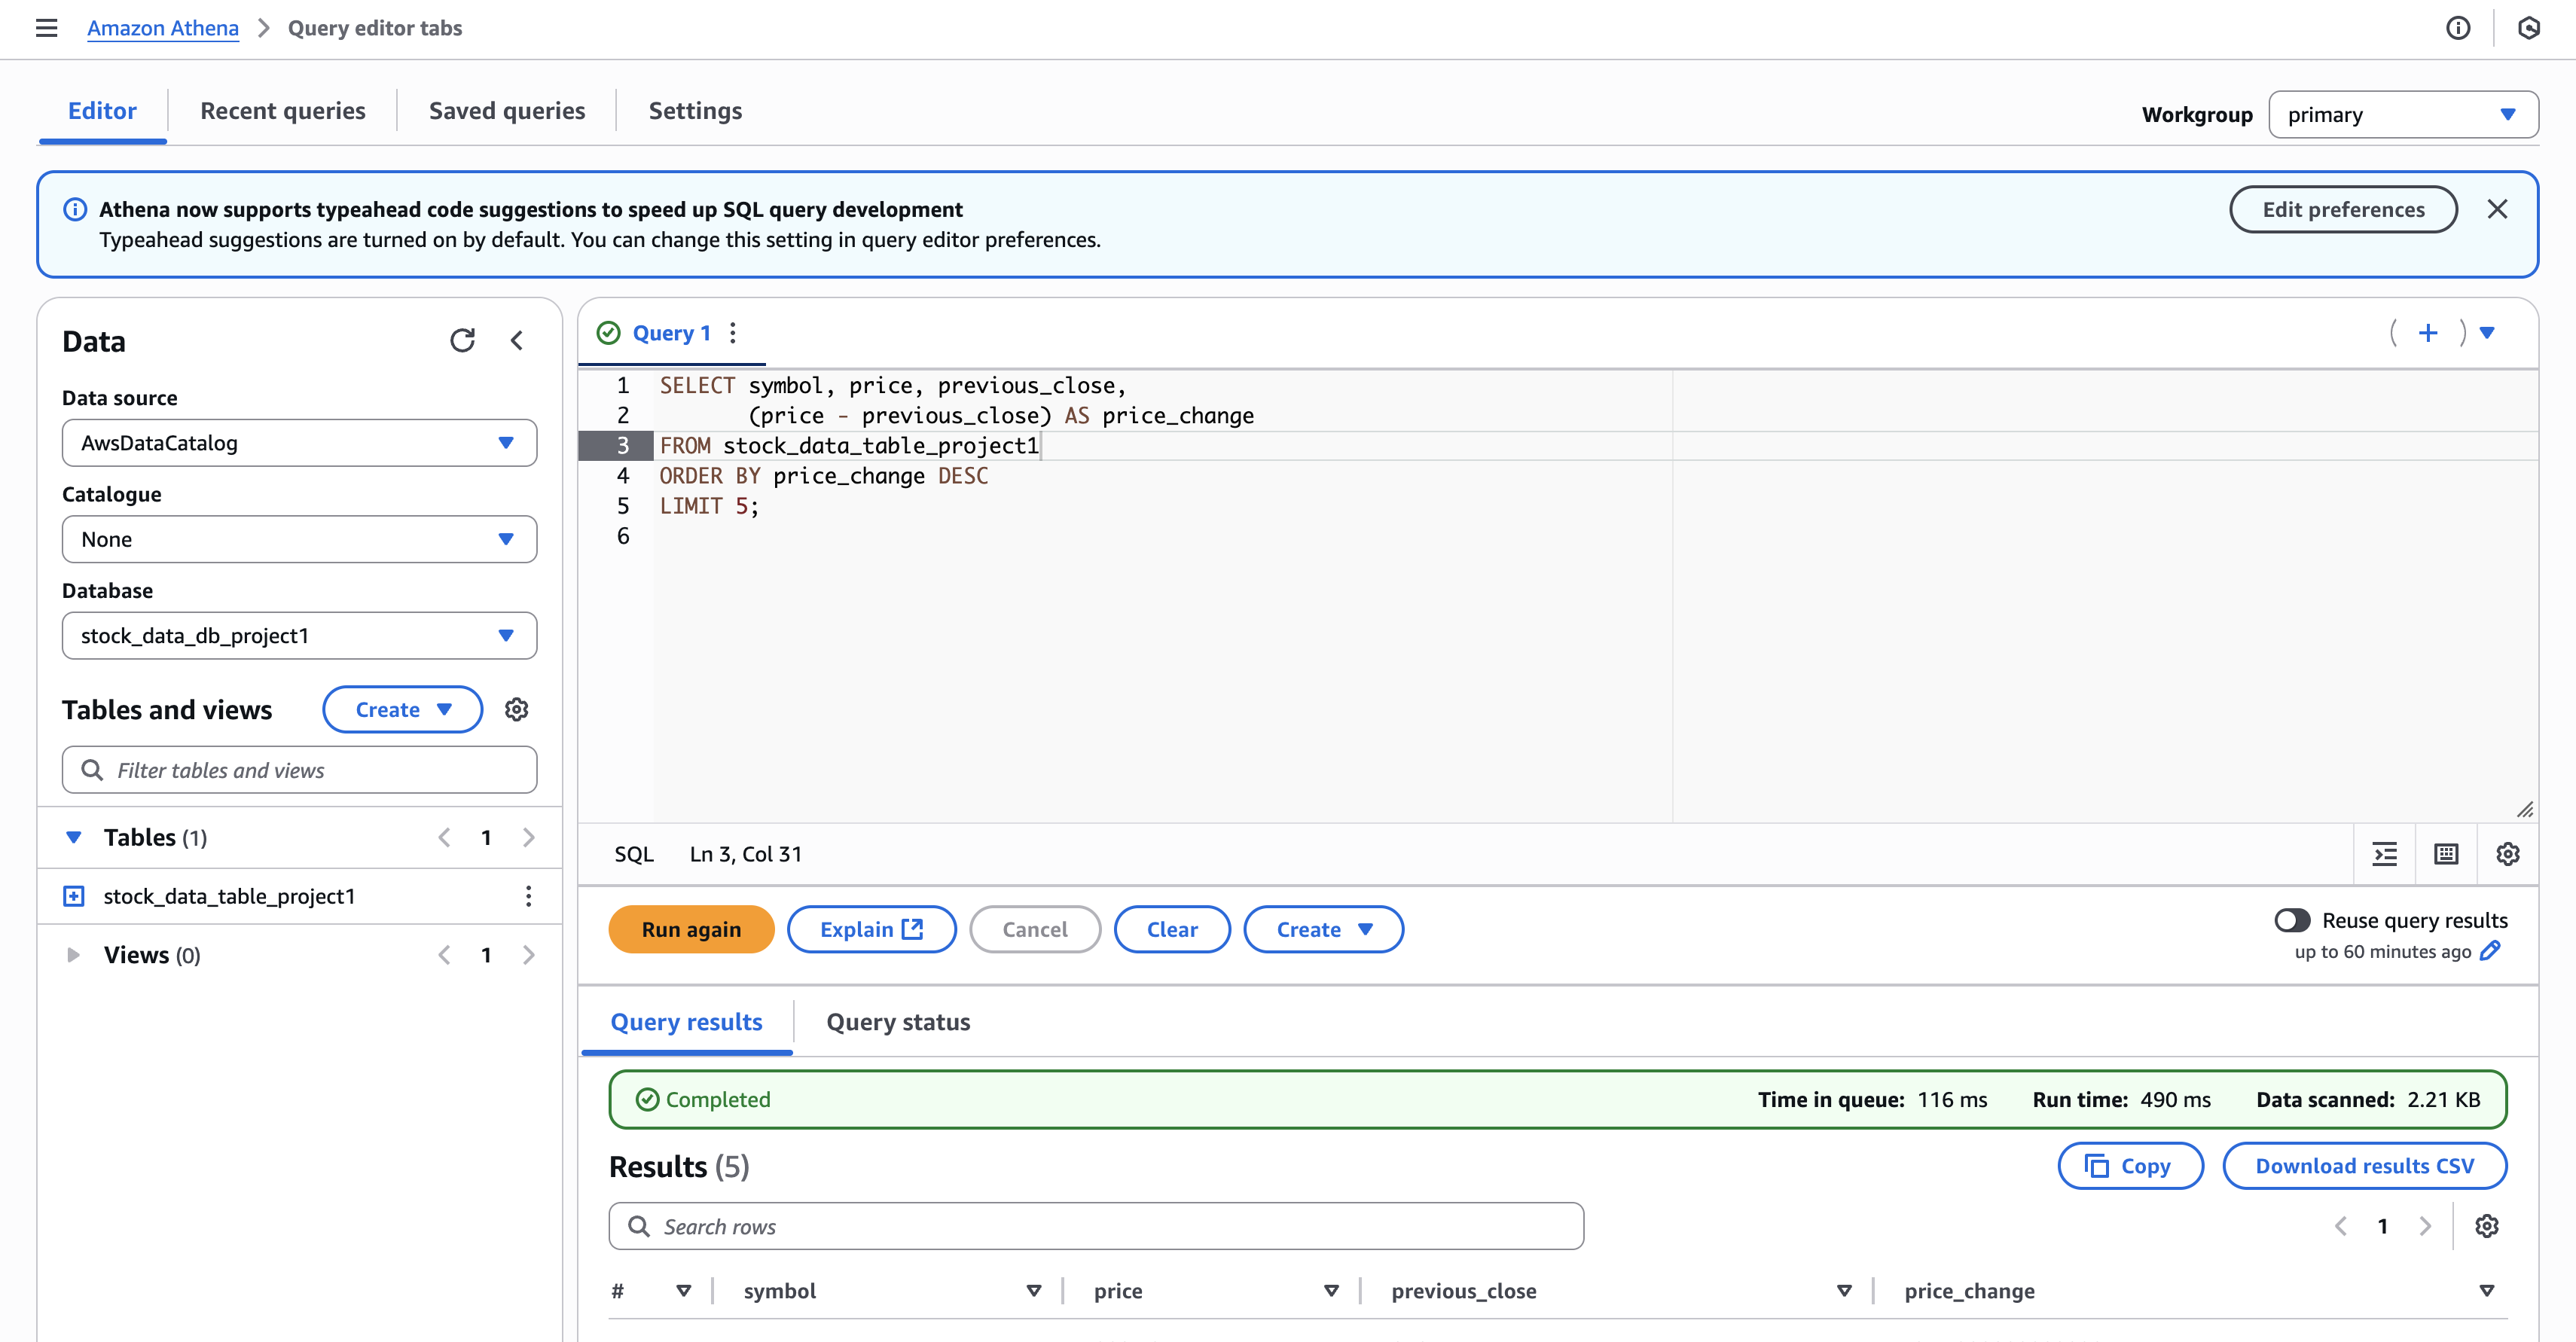 Amazon Athena > Query editor tabs
Editor
Recent queries
Saved queries
Settings
Workgroup
primary
Athena now supports typeahead code suggestions to speed up SQL query development
Typeahead suggestions are turned on by default. You can change this setting in query editor preferences.
Edit preferences
Data
Data source
AwsDataCatalog
Catalogue
None
Database
stock_data_db_project1
Tables and views
Create
Filter tables and views
Tables (1)
1
stock_data_table_project1
Views (0)
1
Query 1
1 SELECT symbol, price, previous_close,
2 (price - previous_close) AS price_change
3 FROM stock_data_table_project1
4 ORDER BY price_change DESC
5 LIMIT 5;
6
SQL
Ln 3, Col 31
Run again
Explain
Cancel
Clear
Create
Reuse query results
up to 60 minutes ago
Query results
Query status
Completed
Time in queue: 116 ms
Run time: 490 ms
Data scanned: 2.21 KB
Results (5)
Copy
Download results CSV
Search rows
1
# symbol price previous_close price_change